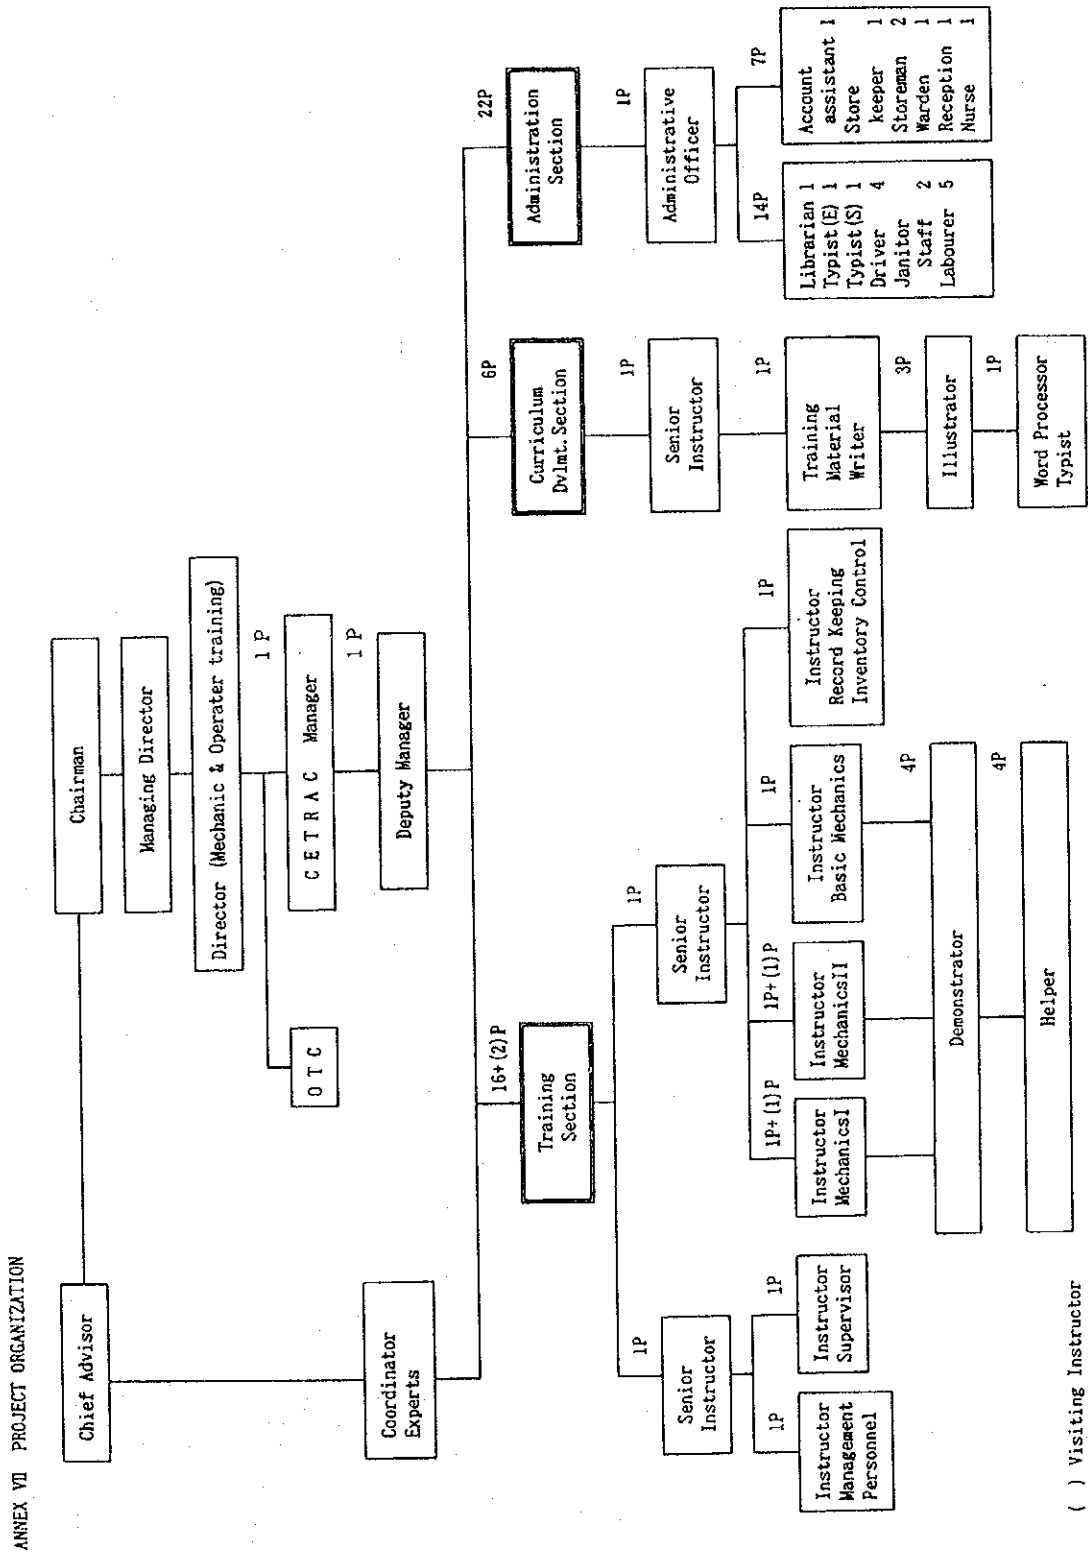 ANNEX VII PROJECT ORGANIZATION
Chief Advisor
Chairman
Managing Director
Director (Mechanic & Operater training)
1 P
O T C
C E T R A C Manager
1 P
Coordinator
Experts
Deputy Manager
16+(2)P
6P
22P
Training
Section
Curriculum
Dvlmt. Section
Administration
Section
1P
1P
1P
1P
Senior
Instructor
Senior
Instructor
Senior
Instructor
Administrative
Officer
1P
1P
1P+(1)P
1P+(1)P
1P
1P
1P
14P
7P
Instructor
Management
Personnel
Instructor
Supervisor
Instructor
MechanicsI
Instructor
MechanicsII
Instructor
Basic Mechanics
Instructor
Record Keeping
Inventory Control
Training
Material
Writer
Librarian 1
Typist(E) 1
Typist(S) 1
Driver 4
Janitor
Staff 2
Labourer 5
Account
assistant 1
Store
keeper 1
Storeman 2
Warden 1
Reception 1
Nurse 1
4P
3P
Demonstrator
Illustrator
4P
1P
Helper
Word Processor
Typist
( ) Visiting Instructor